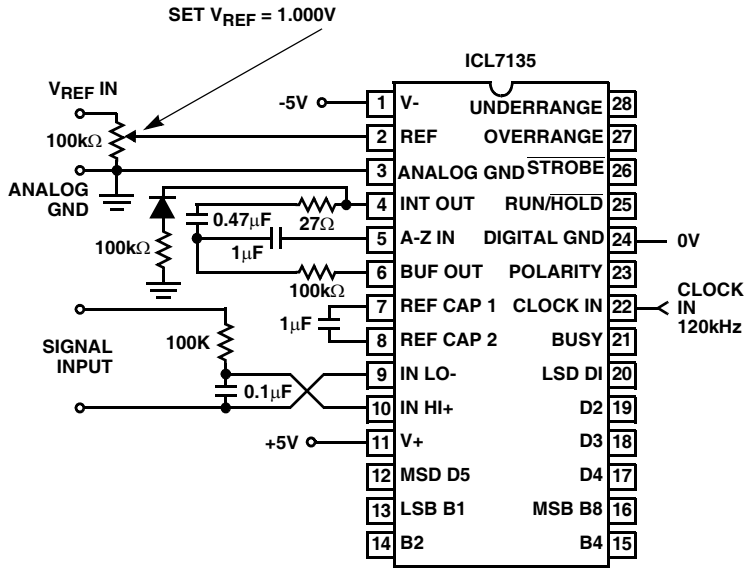 SET VREF = 1.000V
ICL7135
VREF IN
100kΩ
ANALOG GND
-5V
1 V-
2 REF
3 ANALOG GND
4 INT OUT
5 A-Z IN
6 BUF OUT
7 REF CAP 1
8 REF CAP 2
9 IN LO-
10 IN HI+
11 V+
12 MSD D5
13 LSB B1
14 B2
UNDERRANGE 28
OVERRANGE 27
STROBE 26
RUN/HOLD 25
DIGITAL GND 24
POLARITY 23
CLOCK IN 22
BUSY 21
LSD DI 20
D2 19
D3 18
D4 17
MSB B8 16
B4 15
0V
CLOCK
IN
120kHz
0.47μF
27Ω
1μF
100kΩ
100kΩ
1μF
SIGNAL
INPUT
100K
0.1μF
+5V